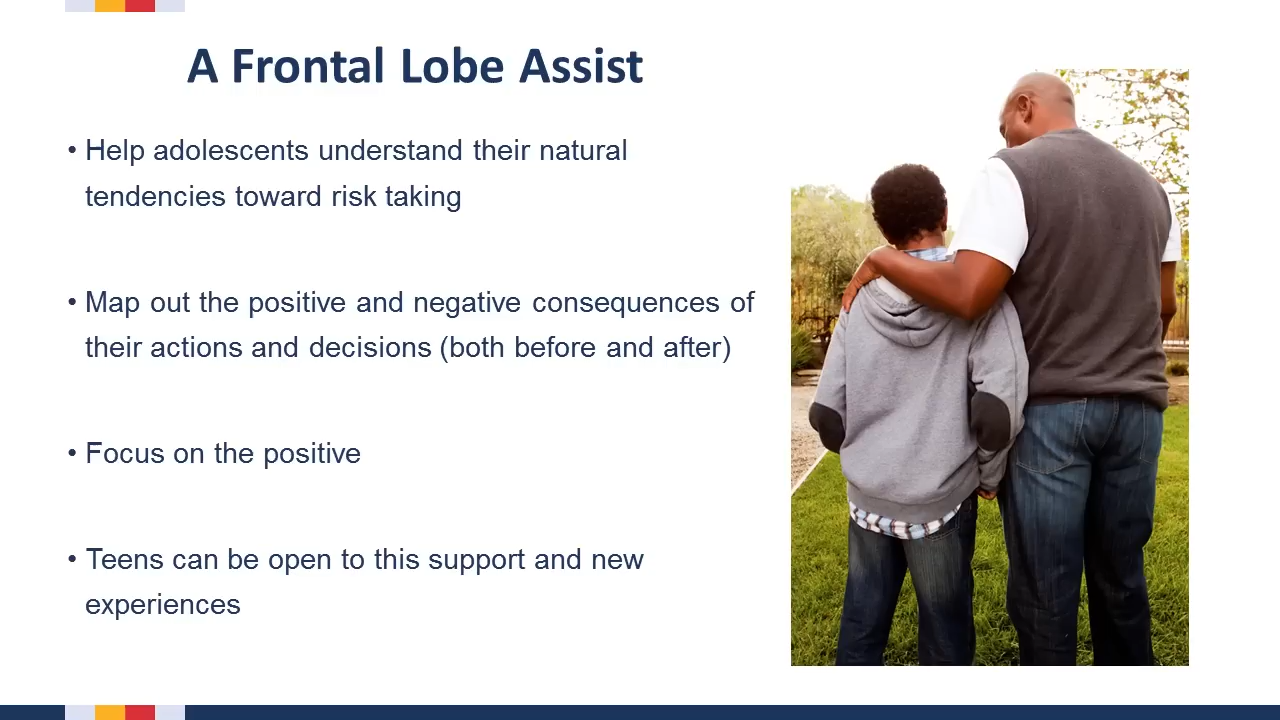 A Frontal Lobe Assist
• Help adolescents understand their natural
tendencies toward risk taking
• Map out the positive and negative consequences of
their actions and decisions (both before and after)
• Focus on the positive
• Teens can be open to this support and new
experiences